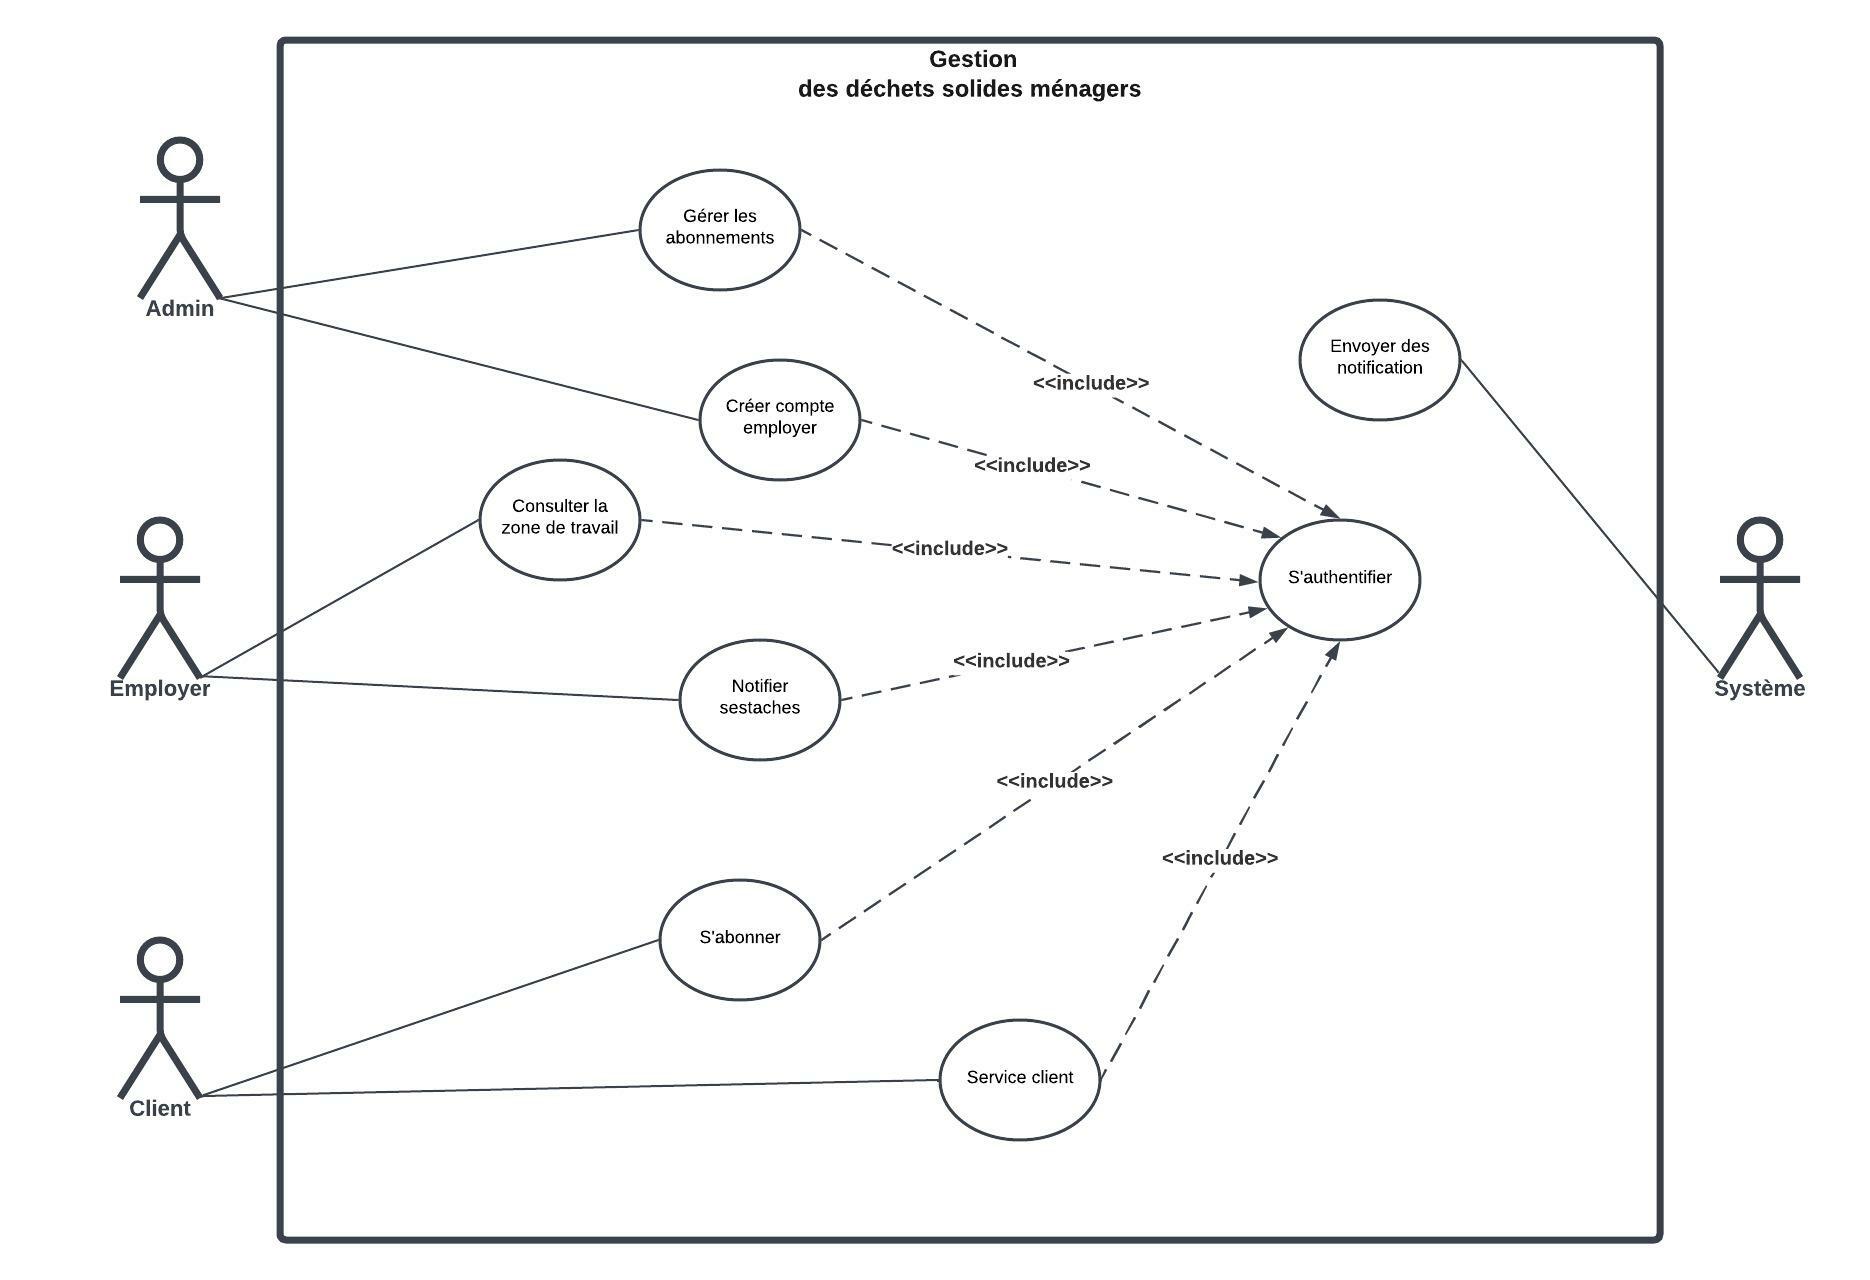 Gestion
des déchets solides ménagers
Admin
Gérer les
abonnements
Envoyer des
notification
<<include>>
Créer compte
employer
<<include>>
Consulter la
zone de travail
<<include>>
S'authentifier
Employer
Notifier
sestaches
<<include>>
Système
<<include>>
<<include>>
S'abonner
Client
Service client